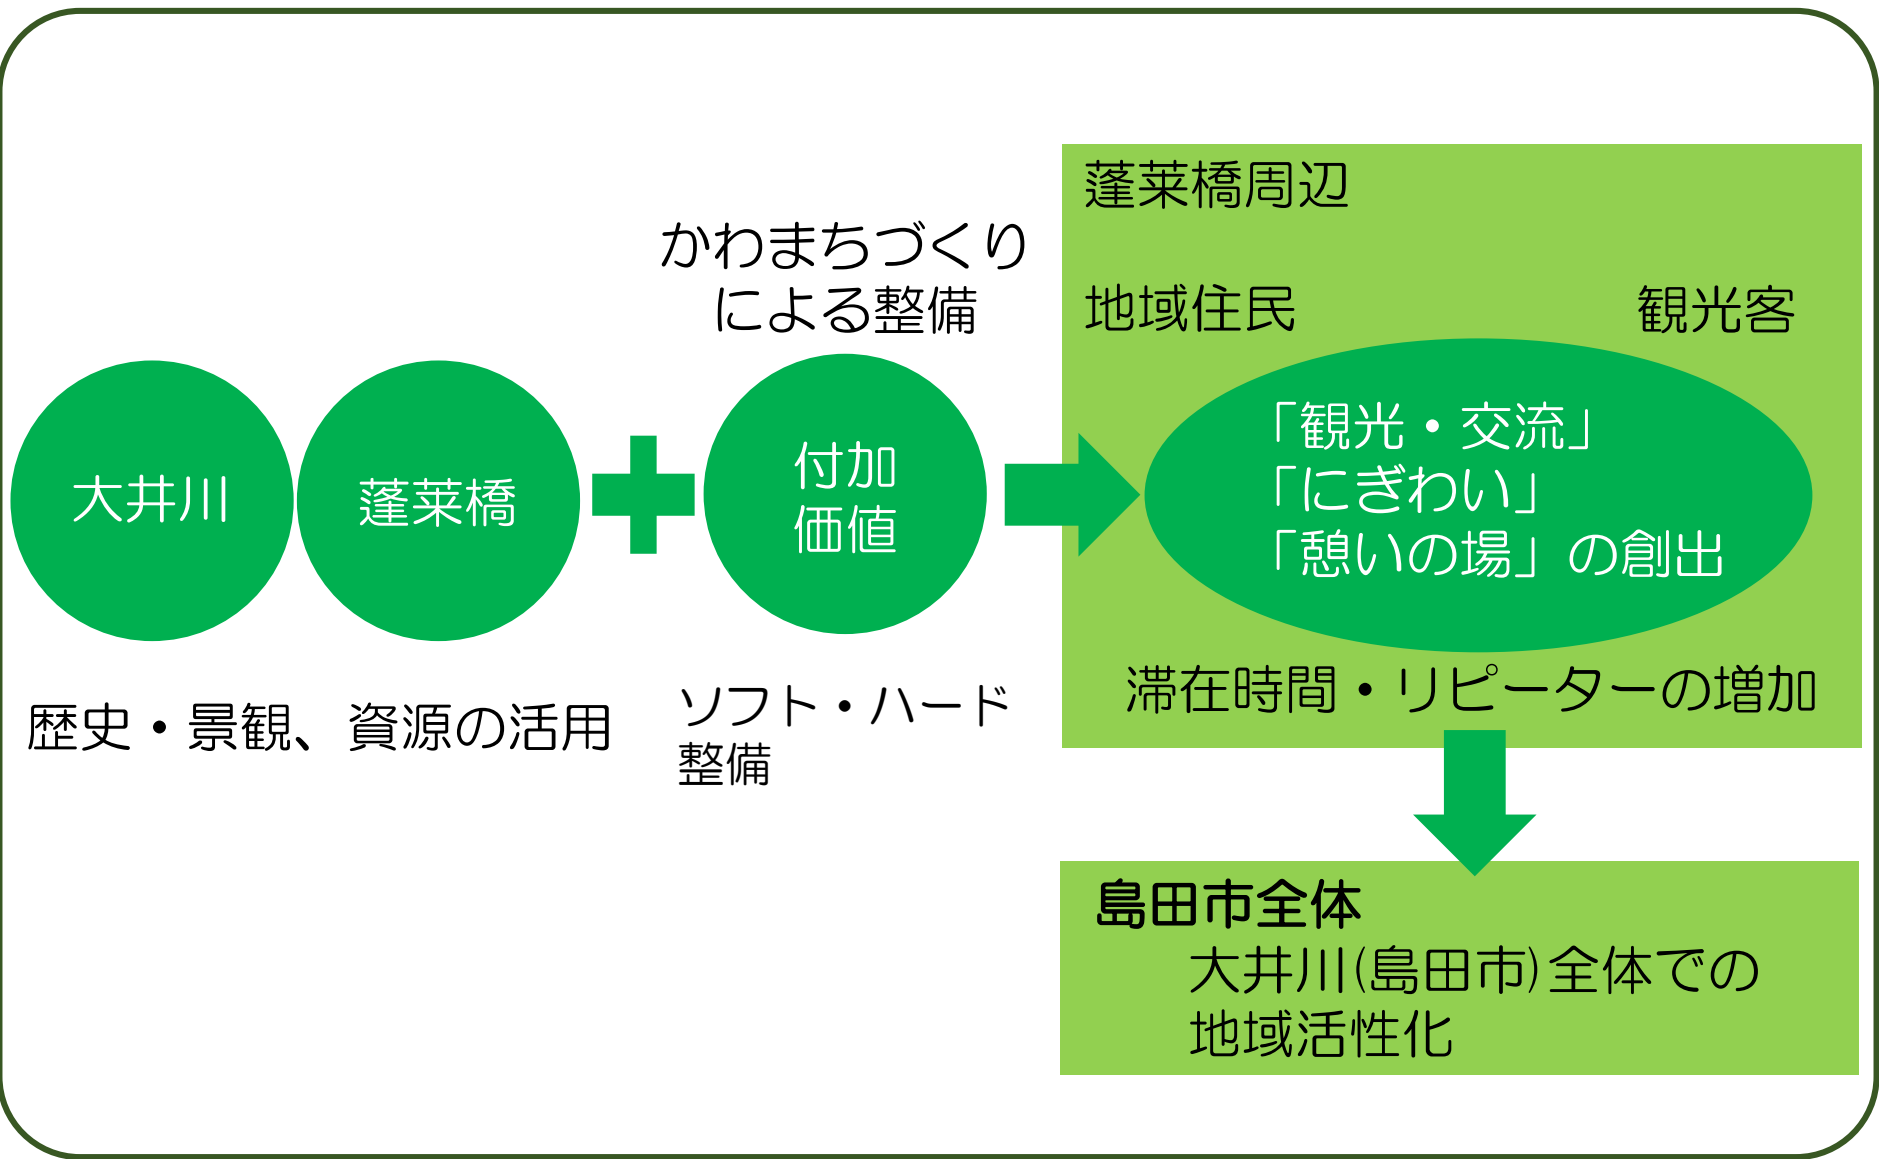 大井川
蓬莱橋
歴史・景観、資源の活用
かわまちづくり
による整備
付加
価値
ソフト・ハード
整備
蓬莱橋周辺
地域住民
観光客
「観光・交流」
「にぎわい」
「憩いの場」の創出
滞在時間・リピーターの増加
島田市全体
大井川(島田市)全体での
地域活性化